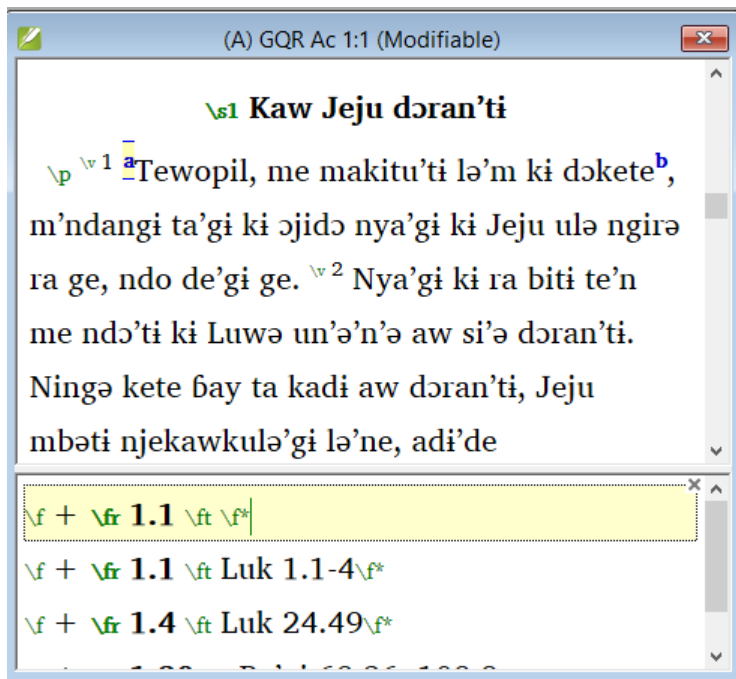 (A) GQR Ac 1:1 (Modifiable)
\s1 Kaw Jeju dɔran’tɨ
\p \v 1 aTewopil, me makitu’tɨ lə’m kɨ dɔketeb,
m’ndangɨ ta’gɨ kɨ ɔjidɔ nya’gɨ kɨ Jeju ulə ngirə
ra ge, ndo de’gɨ ge. \v 2 Nya’gɨ kɨ ra bitɨ te’n
me ndɔ’tɨ kɨ Luwə un’ə’n’ə aw si’ə dɔran’tɨ.
Ningə kete ɓay ta kadɨ aw dɔran’tɨ, Jeju
mbətɨ njekawkulə’gɨ lə’ne, adɨ’de
\f + \fr 1.1 \ft \f*
\f + \fr 1.1 \ft Luk 1.1-4\f*
\f + \fr 1.4 \ft Luk 24.49\f*